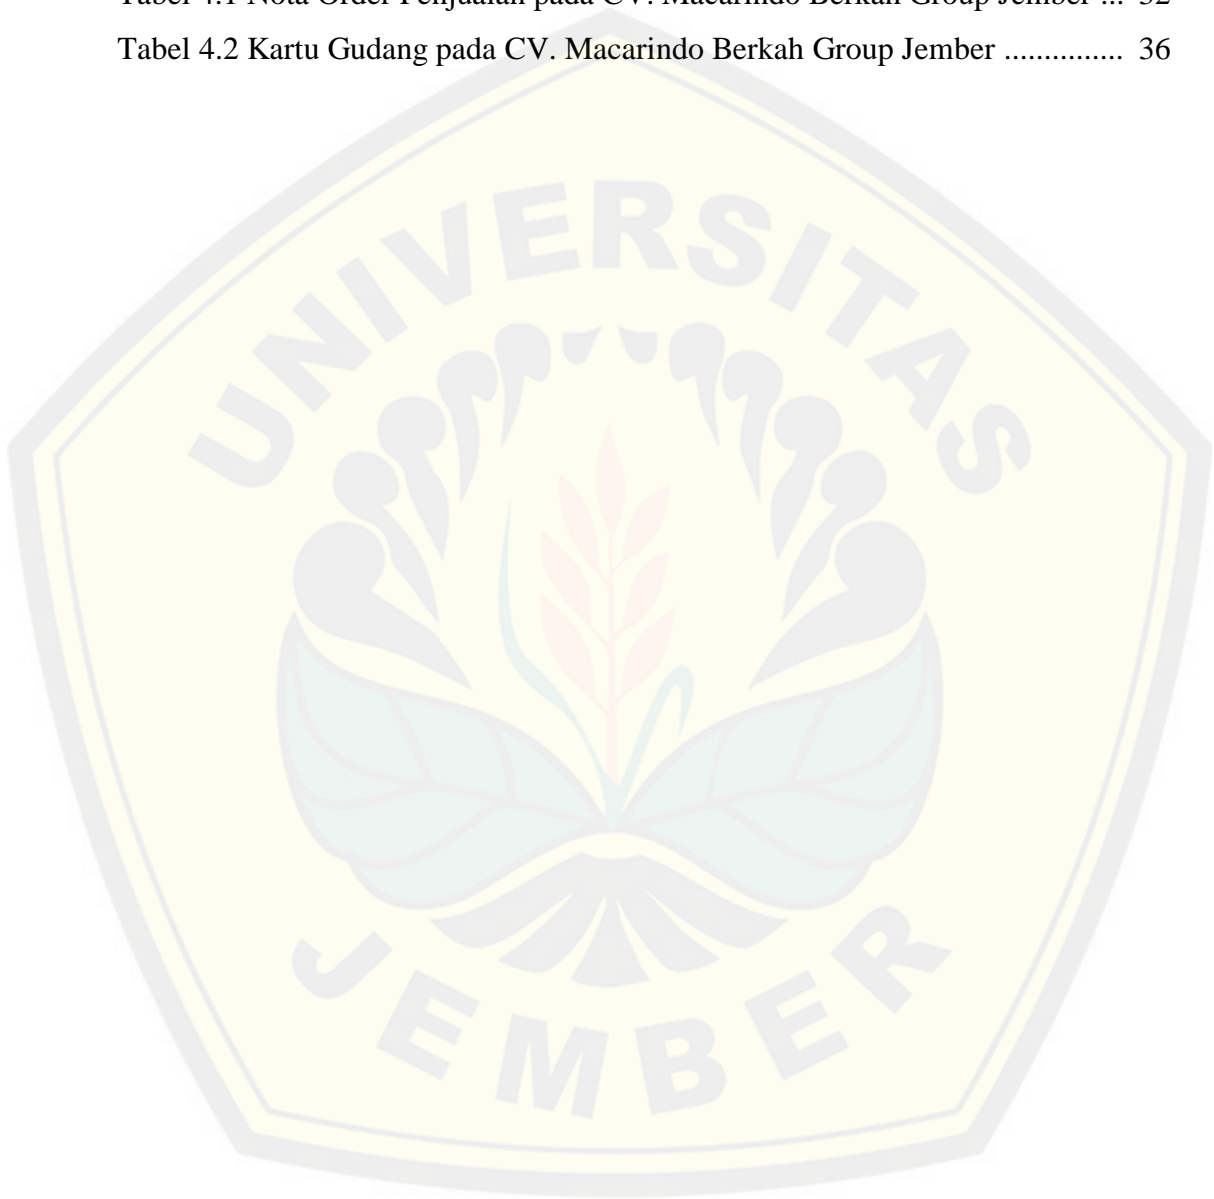 Tabel 4.1 Nota Order Penjualan pada CV. Macarindo Berkah Group Jember ... 32
Tabel 4.2 Kartu Gudang pada CV. Macarindo Berkah Group Jember ............... 36
UNIVERSITAS
JEMBER